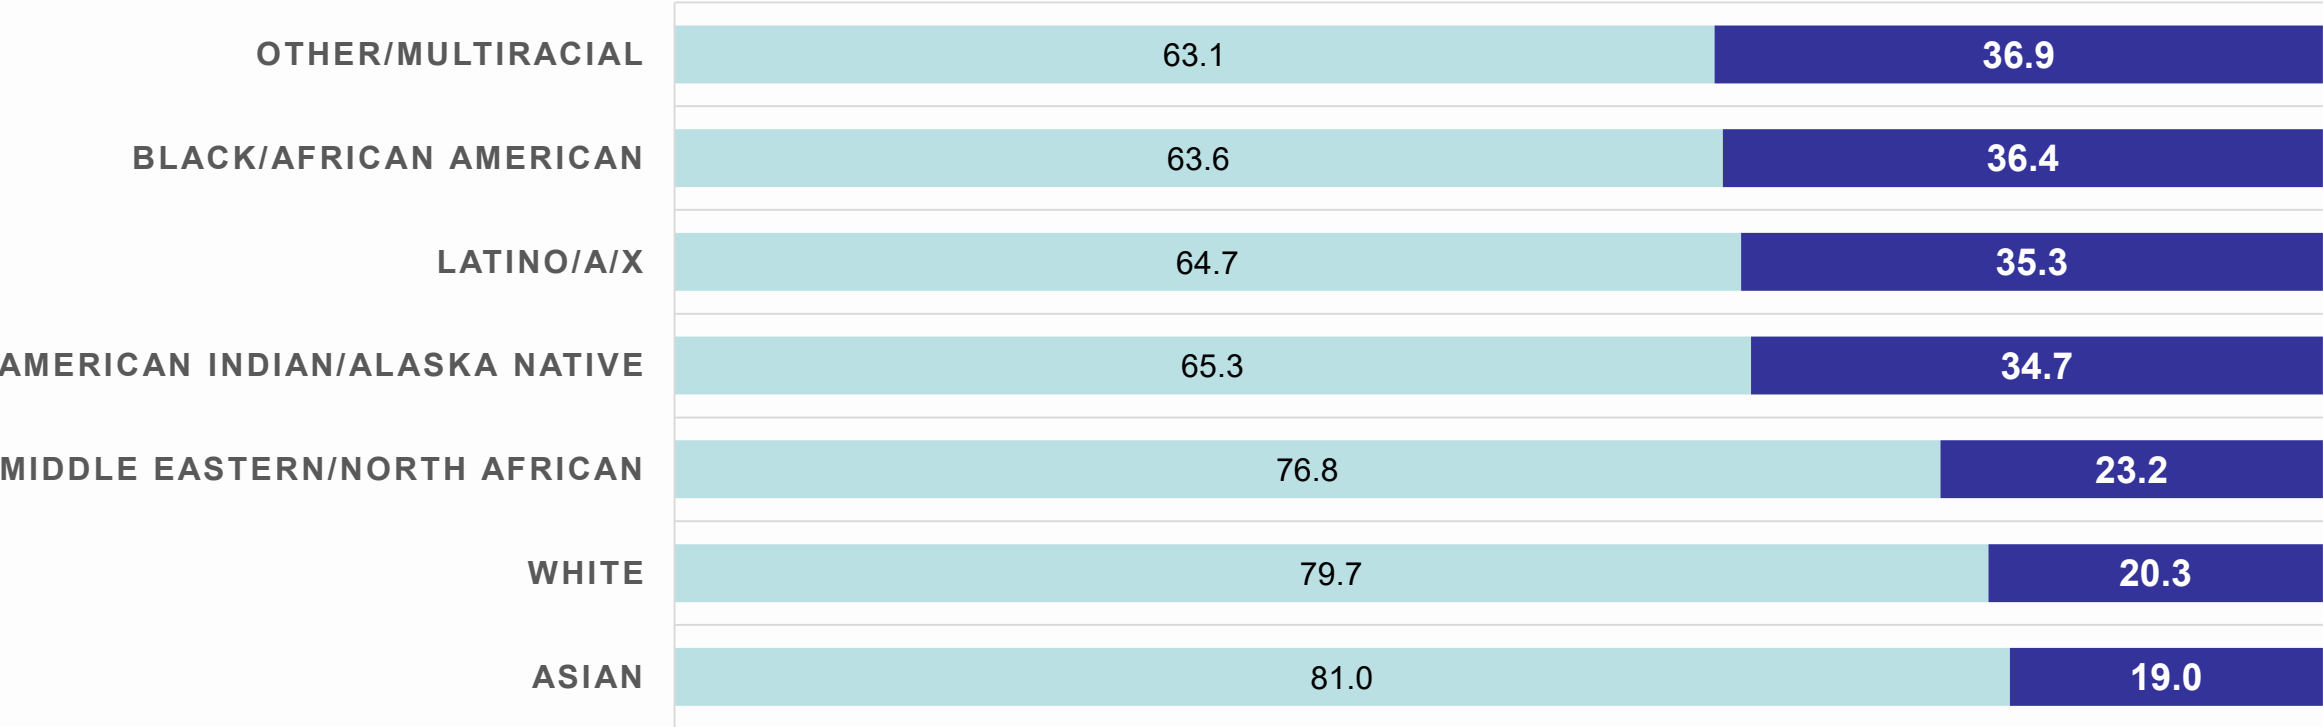 OTHER/MULTIRACIAL 63.1 36.9
BLACK/AFRICAN AMERICAN 63.6 36.4
LATINO/A/X 64.7 35.3
AMERICAN INDIAN/ALASKA NATIVE 65.3 34.7
MIDDLE EASTERN/NORTH AFRICAN 76.8 23.2
WHITE 79.7 20.3
ASIAN 81.0 19.0